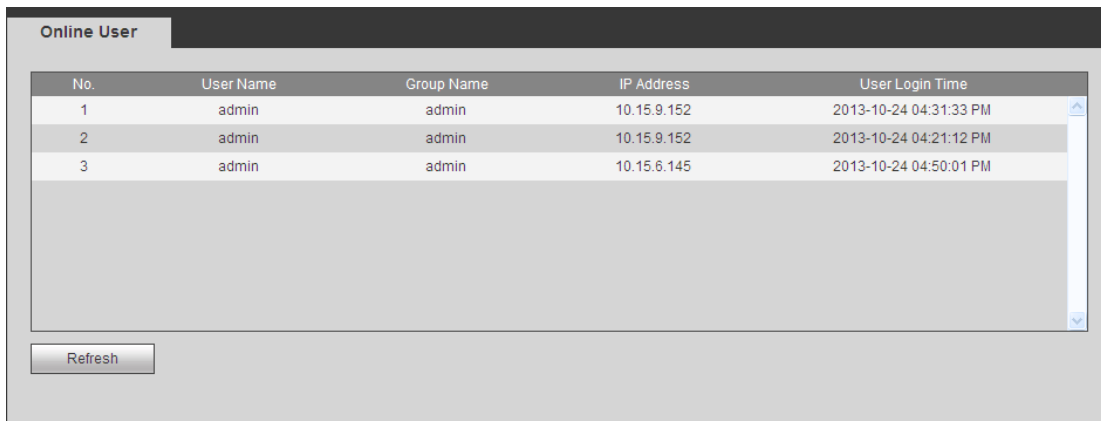 Online User
No. User Name Group Name IP Address User Login Time
1 admin admin 10.15.9.152 2013-10-24 04:31:33 PM
2 admin admin 10.15.9.152 2013-10-24 04:21:12 PM
3 admin admin 10.15.6.145 2013-10-24 04:50:01 PM
Refresh